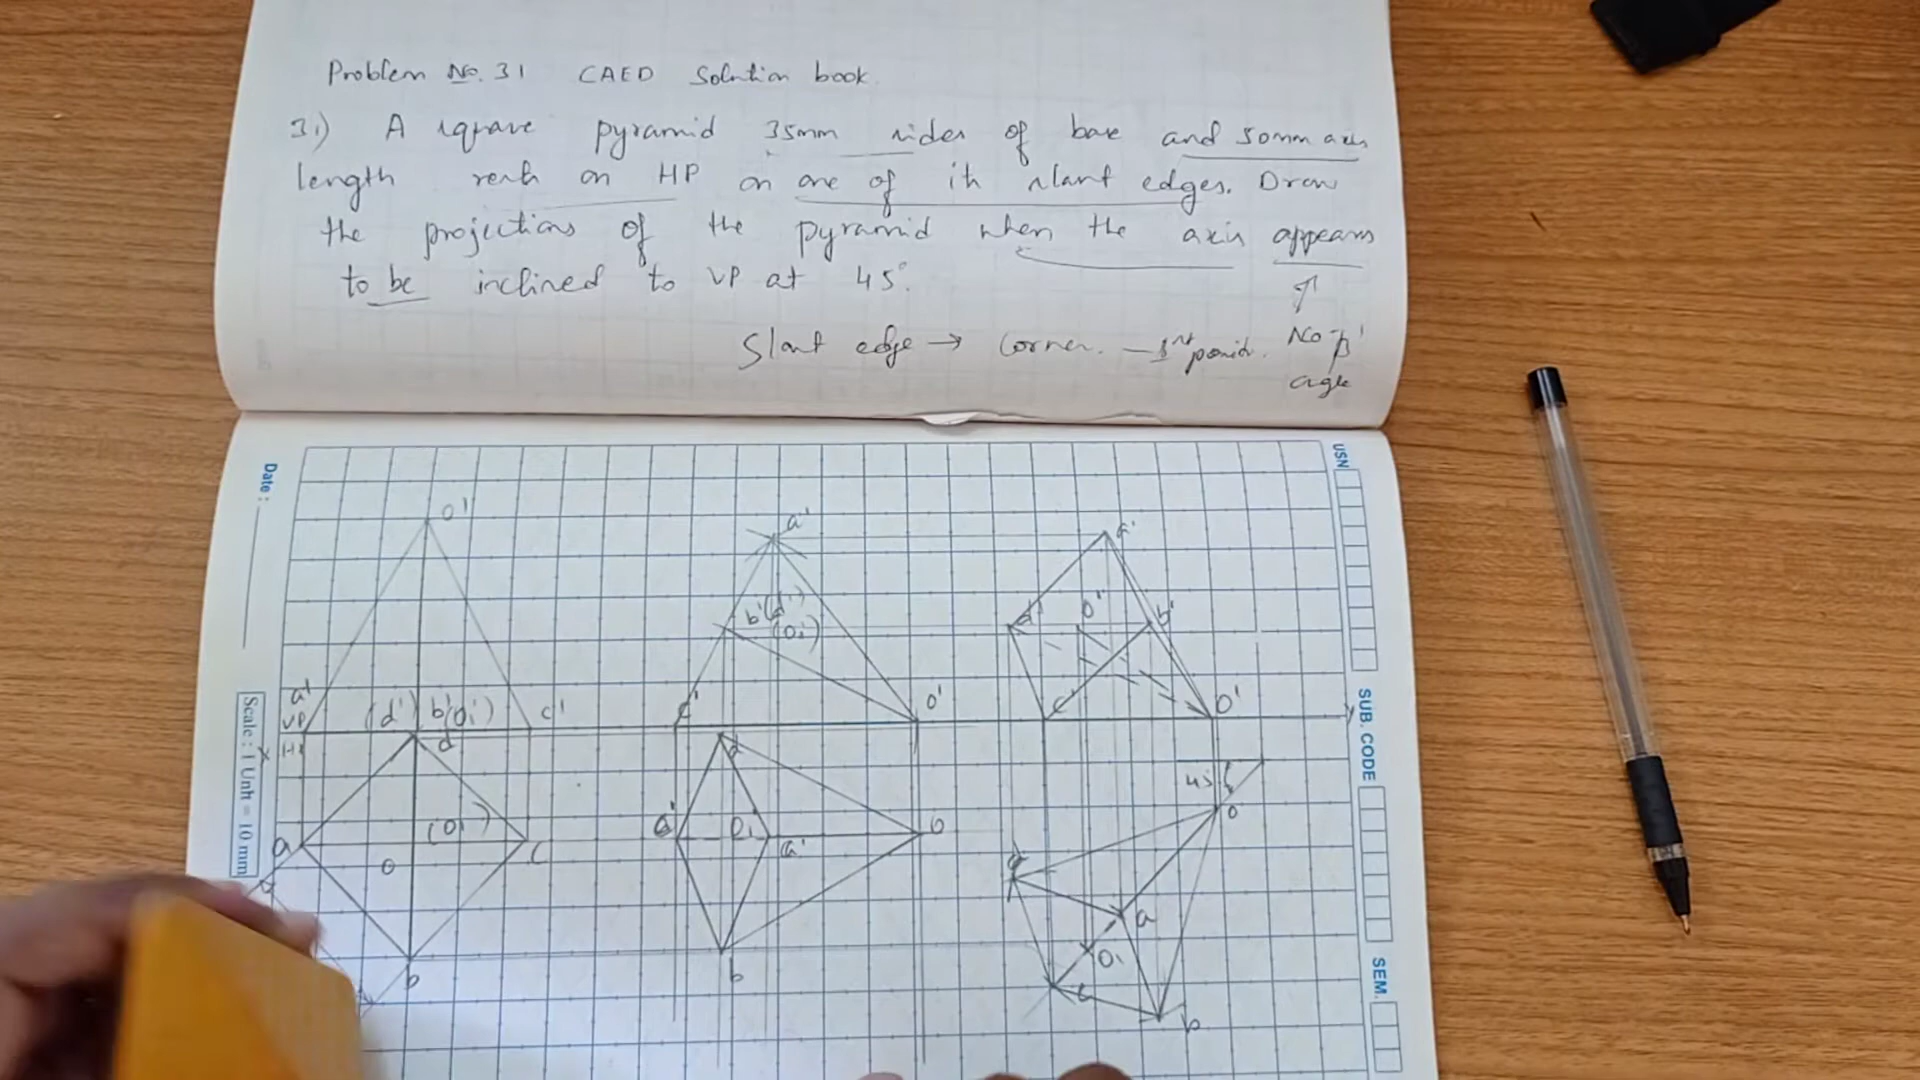 Problem No. 31 CAED Solution book.
31) A square pyramid 35mm sides of base and 50mm axis
length rests on HP on one of its slant edges. Draw
the projections of the pyramid when the axis appears
to be inclined to VP at 45°.
Slant edge → corner. — 1st position. No β
angle
USN
Date :
o' a' a'
b'(d') o' d' b'
(o1')
a' (d') b'(o1') c' c' o' c' o'
VP
d d
Scale : 1 Unit = 10 mm
SUB. CODE
45
a (o1') c o1 a' o o
o d a
b b o1
c b
SEM.